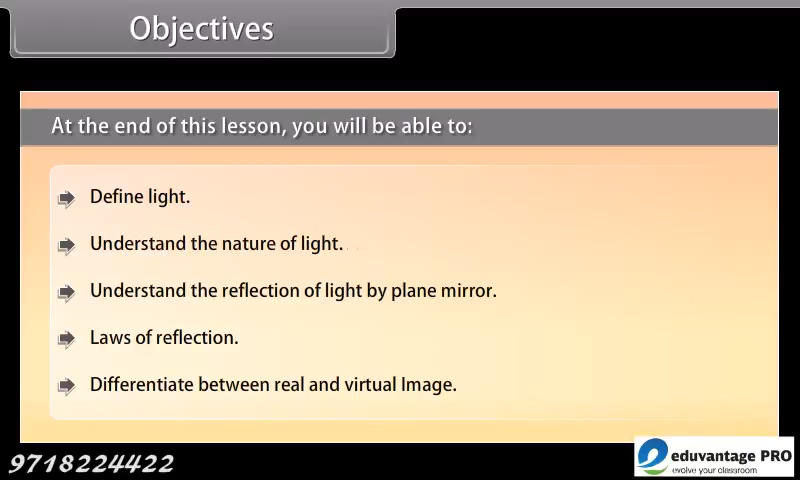 Objectives
At the end of this lesson, you will be able to:
Define light.
Understand the nature of light.
Understand the reflection of light by plane mirror.
Laws of reflection.
Differentiate between real and virtual Image.
9718224422
eduvantage PRO
evolve your classroom